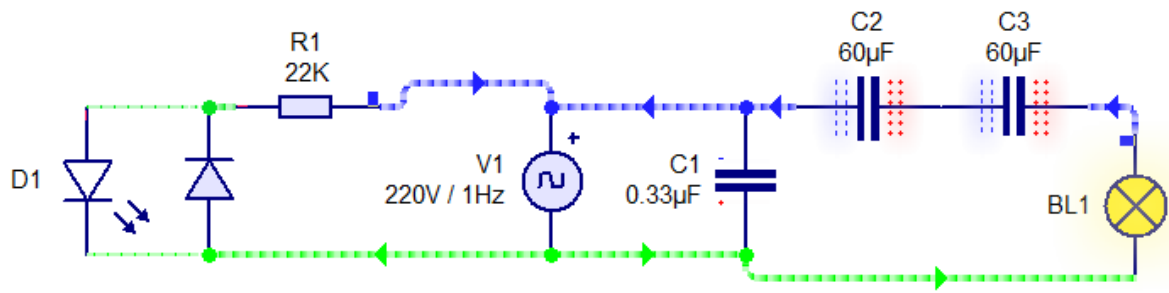 R1
22K
D1
V1
220V / 1Hz
+
C1
0.33µF
C2
60µF
C3
60µF
BL1